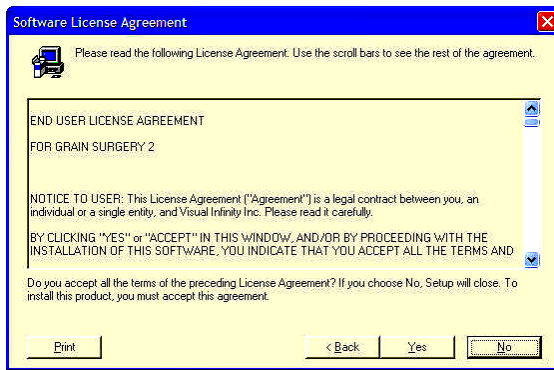 Software License Agreement
Please read the following License Agreement. Use the scroll bars to see the rest of the agreement.
END USER LICENSE AGREEMENT
FOR GRAIN SURGERY 2
NOTICE TO USER: This License Agreement ("Agreement") is a legal contract between you, an
individual or a single entity, and Visual Infinity Inc. Please read it carefully.
BY CLICKING "YES" or "ACCEPT" IN THIS WINDOW, AND/OR BY PROCEEDING WITH THE
INSTALLATION OF THIS SOFTWARE, YOU INDICATE THAT YOU ACCEPT ALL THE TERMS AND
Do you accept all the terms of the preceding License Agreement? If you choose No, Setup will close. To
install this product, you must accept this agreement.
Print
< Back
Yes
No